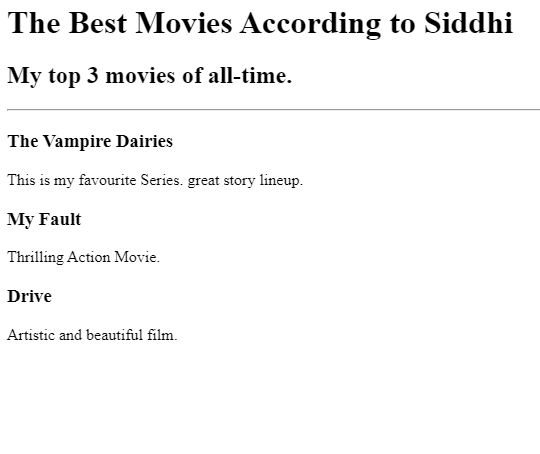 The Best Movies According to Siddhi
My top 3 movies of all-time.
The Vampire Dairies
This is my favourite Series. great story lineup.
My Fault
Thrilling Action Movie.
Drive
Artistic and beautiful film.